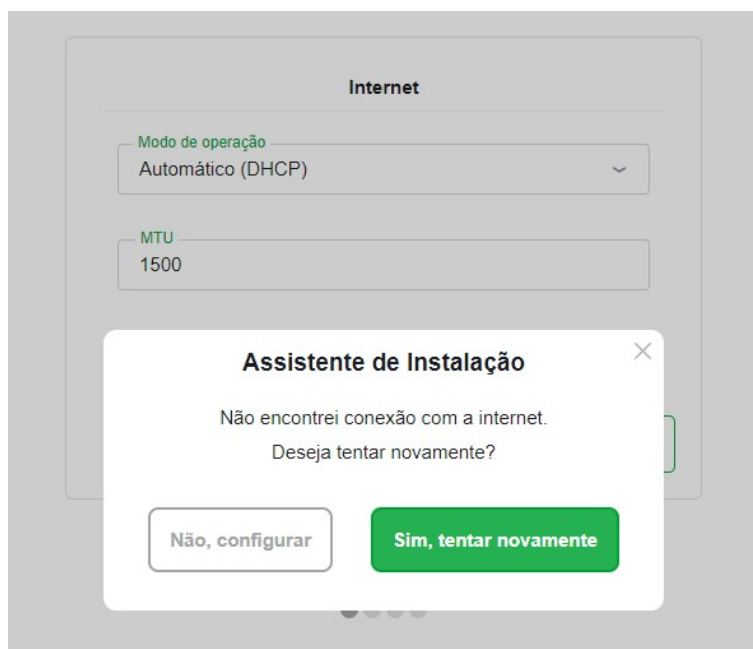 Internet
Modo de operação
Automático (DHCP)
MTU
1500
Assistente de Instalação
Não encontrei conexão com a internet.
Deseja tentar novamente?
Não, configurar
Sim, tentar novamente